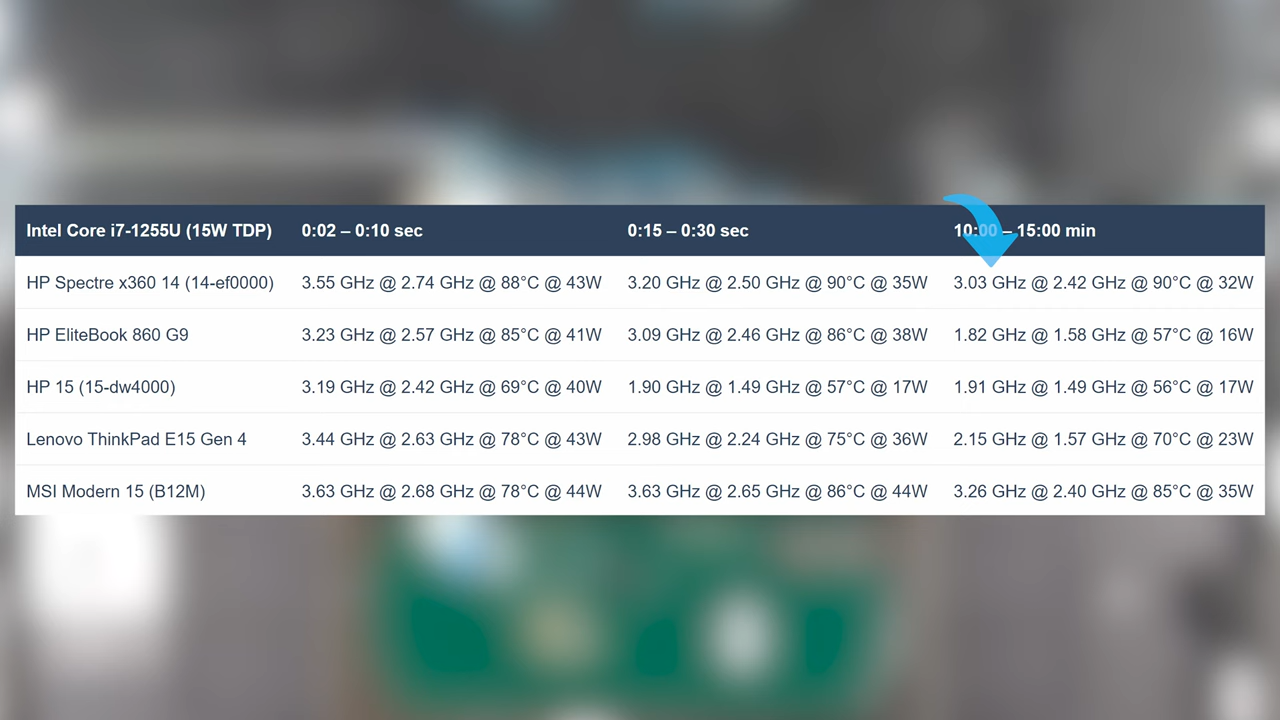 Intel Core i7-1255U (15W TDP) 0:02 – 0:10 sec 0:15 – 0:30 sec 10:00 – 15:00 min
HP Spectre x360 14 (14-ef0000) 3.55 GHz @ 2.74 GHz @ 88°C @ 43W 3.20 GHz @ 2.50 GHz @ 90°C @ 35W 3.03 GHz @ 2.42 GHz @ 90°C @ 32W
HP EliteBook 860 G9 3.23 GHz @ 2.57 GHz @ 85°C @ 41W 3.09 GHz @ 2.46 GHz @ 86°C @ 38W 1.82 GHz @ 1.58 GHz @ 57°C @ 16W
HP 15 (15-dw4000) 3.19 GHz @ 2.42 GHz @ 69°C @ 40W 1.90 GHz @ 1.49 GHz @ 57°C @ 17W 1.91 GHz @ 1.49 GHz @ 56°C @ 17W
Lenovo ThinkPad E15 Gen 4 3.44 GHz @ 2.63 GHz @ 78°C @ 43W 2.98 GHz @ 2.24 GHz @ 75°C @ 36W 2.15 GHz @ 1.57 GHz @ 70°C @ 23W
MSI Modern 15 (B12M) 3.63 GHz @ 2.68 GHz @ 78°C @ 44W 3.63 GHz @ 2.65 GHz @ 86°C @ 44W 3.26 GHz @ 2.40 GHz @ 85°C @ 35W